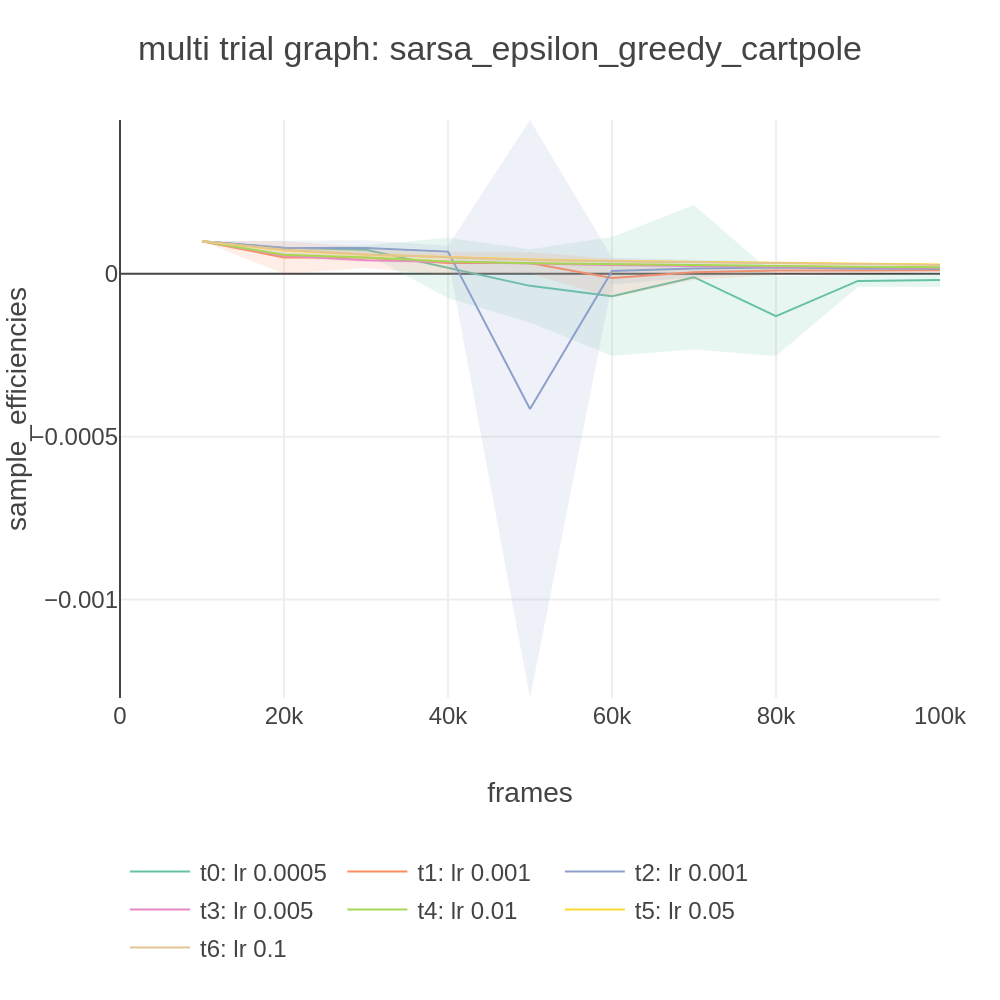 multi trial graph: sarsa_epsilon_greedy_cartpole
sample_efficiencies
0
−0.0005
−0.001
0 20k 40k 60k 80k 100k
frames
t0: lr 0.0005 t1: lr 0.001 t2: lr 0.001
t3: lr 0.005 t4: lr 0.01 t5: lr 0.05
t6: lr 0.1